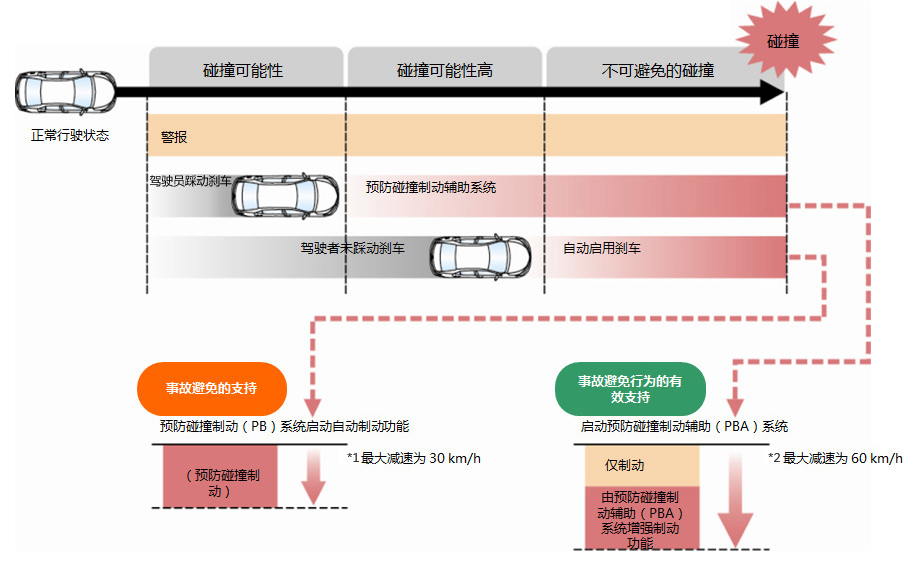 碰撞
碰撞可能性
碰撞可能性高
不可避免的碰撞
正常行驶状态
警报
驾驶员踩动刹车
预防碰撞制动辅助系统
驾驶者未踩动刹车
自动启用刹车
事故避免的支持
预防碰撞制动（PB）系统启动自动制动功能
*1 最大减速为 30 km/h
（预防碰撞制
动）
事故避免行为的有
效支持
启动预防碰撞制动辅助（PBA）系统
*2 最大减速为 60 km/h
仅制动
由预防碰撞制
动辅助（PBA）
系统增强制动
功能